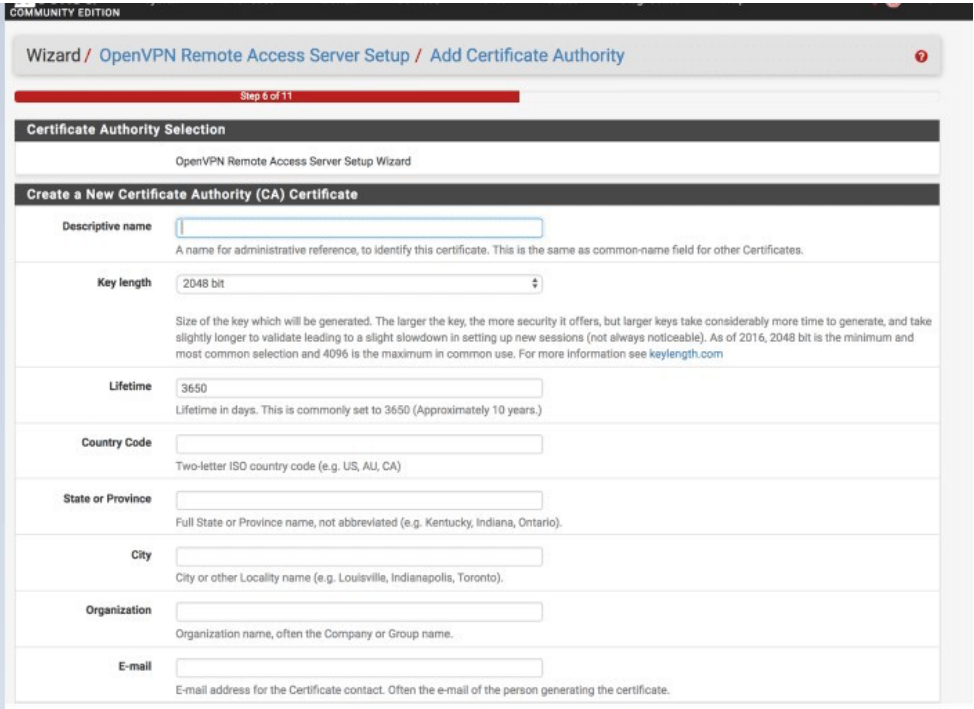 COMMUNITY EDITION
Wizard / OpenVPN Remote Access Server Setup / Add Certificate Authority
Step 6 of 11
Certificate Authority Selection
OpenVPN Remote Access Server Setup Wizard
Create a New Certificate Authority (CA) Certificate
Descriptive name
A name for administrative reference, to identify this certificate. This is the same as common-name field for other Certificates.
Key length
2048 bit
Size of the key which will be generated. The larger the key, the more security it offers, but larger keys take considerably more time to generate, and take
slightly longer to validate leading to a slight slowdown in setting up new sessions (not always noticeable). As of 2016, 2048 bit is the minimum and
most common selection and 4096 is the maximum in common use. For more information see keylength.com
Lifetime
3650
Lifetime in days. This is commonly set to 3650 (Approximately 10 years.)
Country Code
Two-letter ISO country code (e.g. US, AU, CA)
State or Province
Full State or Province name, not abbreviated (e.g. Kentucky, Indiana, Ontario).
City
City or other Locality name (e.g. Louisville, Indianapolis, Toronto).
Organization
Organization name, often the Company or Group name.
E-mail
E-mail address for the Certificate contact. Often the e-mail of the person generating the certificate.